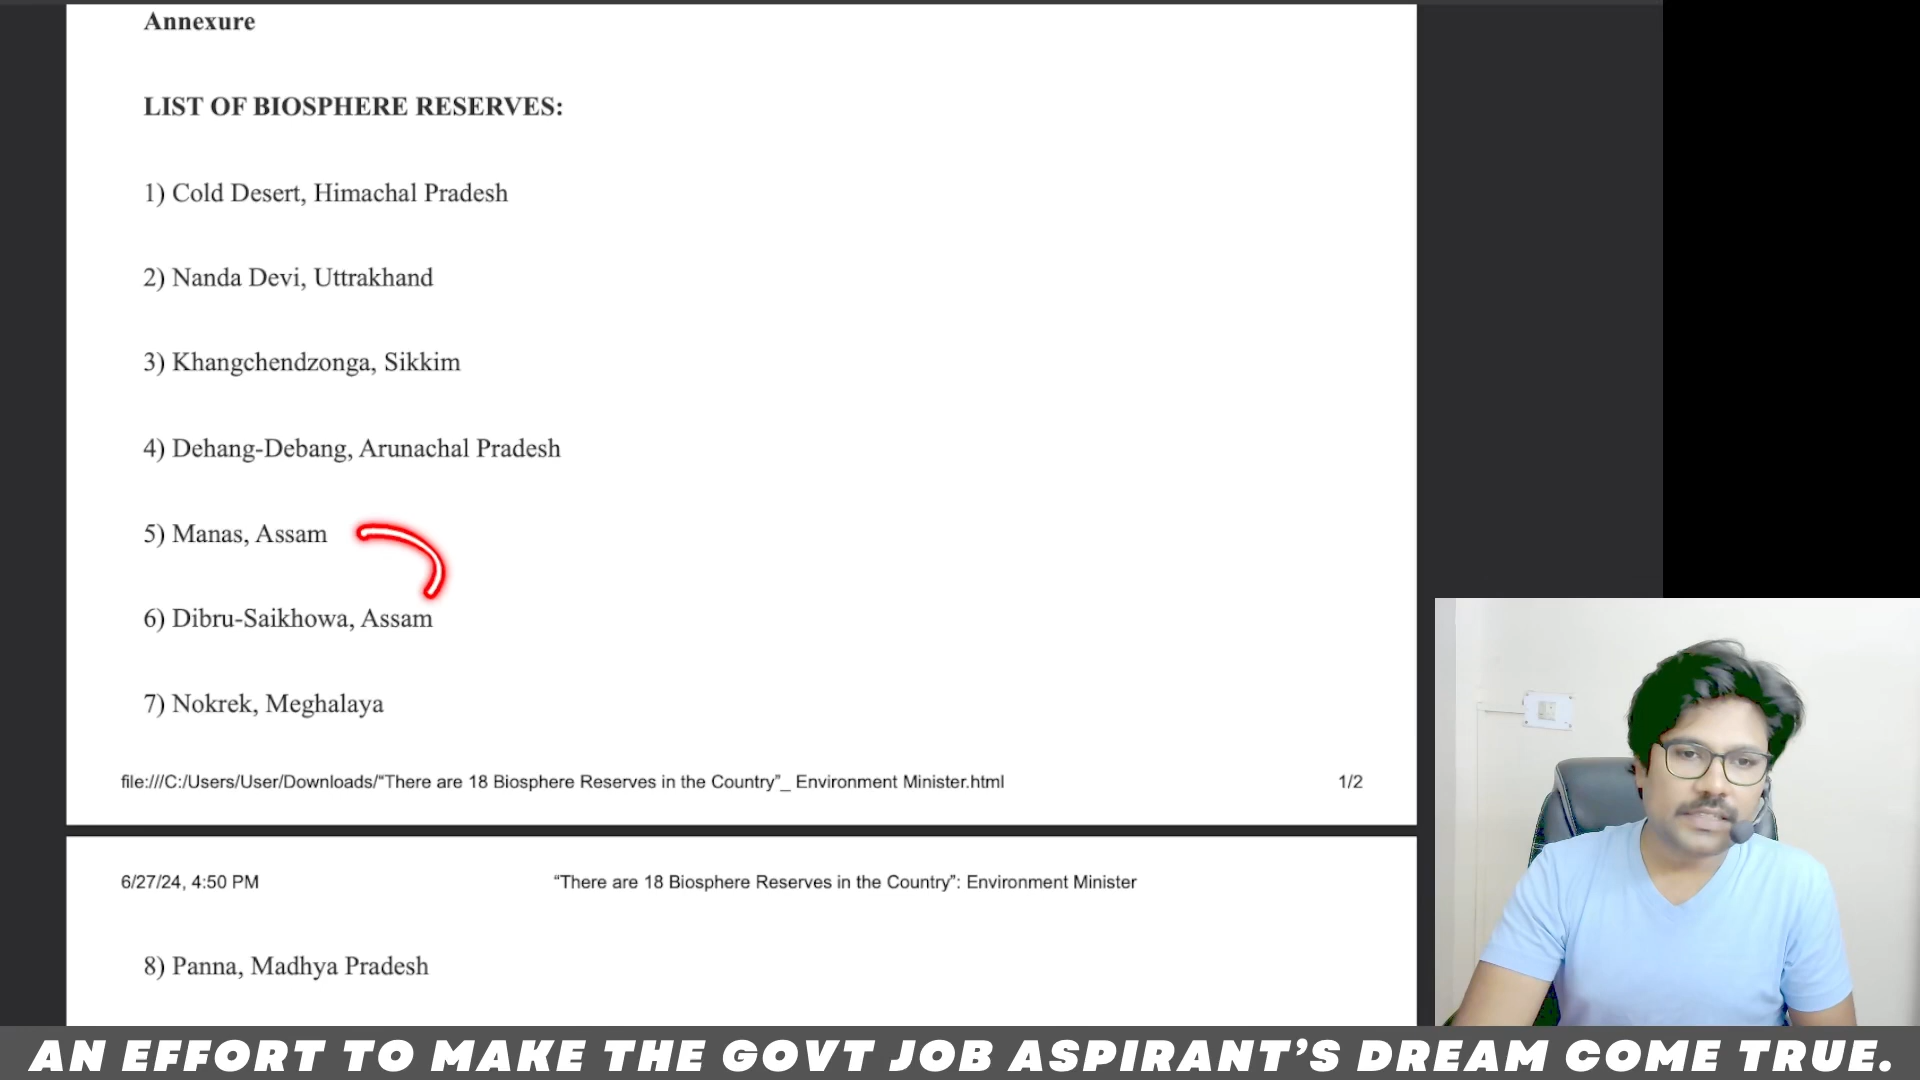 Annexure
LIST OF BIOSPHERE RESERVES:
1) Cold Desert, Himachal Pradesh
2) Nanda Devi, Uttrakhand
3) Khangchendzonga, Sikkim
4) Dehang-Debang, Arunachal Pradesh
5) Manas, Assam
6) Dibru-Saikhowa, Assam
7) Nokrek, Meghalaya
file:///C:/Users/User/Downloads/“There are 18 Biosphere Reserves in the Country”_ Environment Minister.html 1/2
6/27/24, 4:50 PM “There are 18 Biosphere Reserves in the Country”: Environment Minister
8) Panna, Madhya Pradesh
AN EFFORT TO MAKE THE GOVT JOB ASPIRANT’S DREAM COME TRUE.